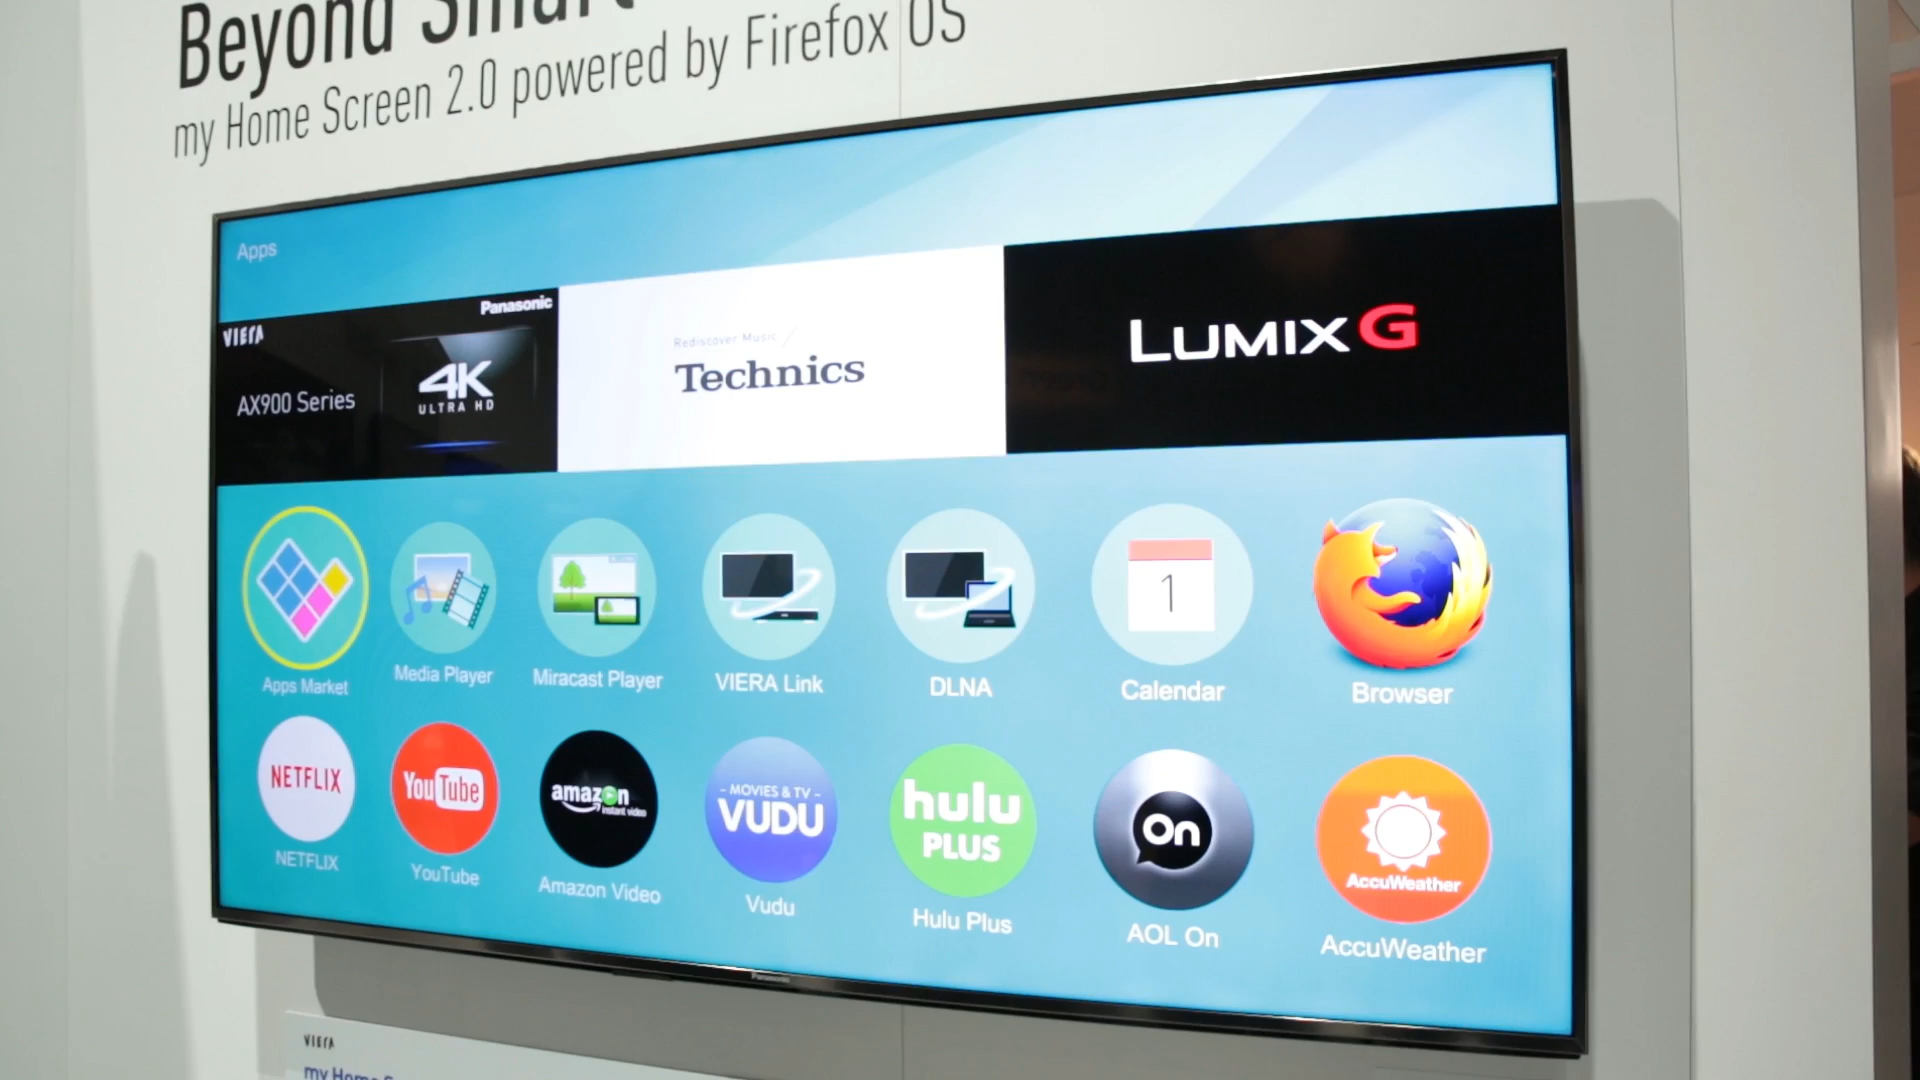 Beyond Smart
my Home Screen 2.0 powered by Firefox OS
Apps
VIERA
Panasonic
AX900 Series
4K
ULTRA HD
Rediscover Music
Technics
LUMIX G
1
Apps Market
Media Player
Miracast Player
VIERA Link
DLNA
Calendar
Browser
NETFLIX
YouTube
amazon
instant video
- MOVIES & TV -
VUDU
hulu
PLUS
On
AccuWeather
NETFLIX
YouTube
Amazon Video
Vudu
Hulu Plus
AOL On
AccuWeather
Panasonic
VIERA
my Home S